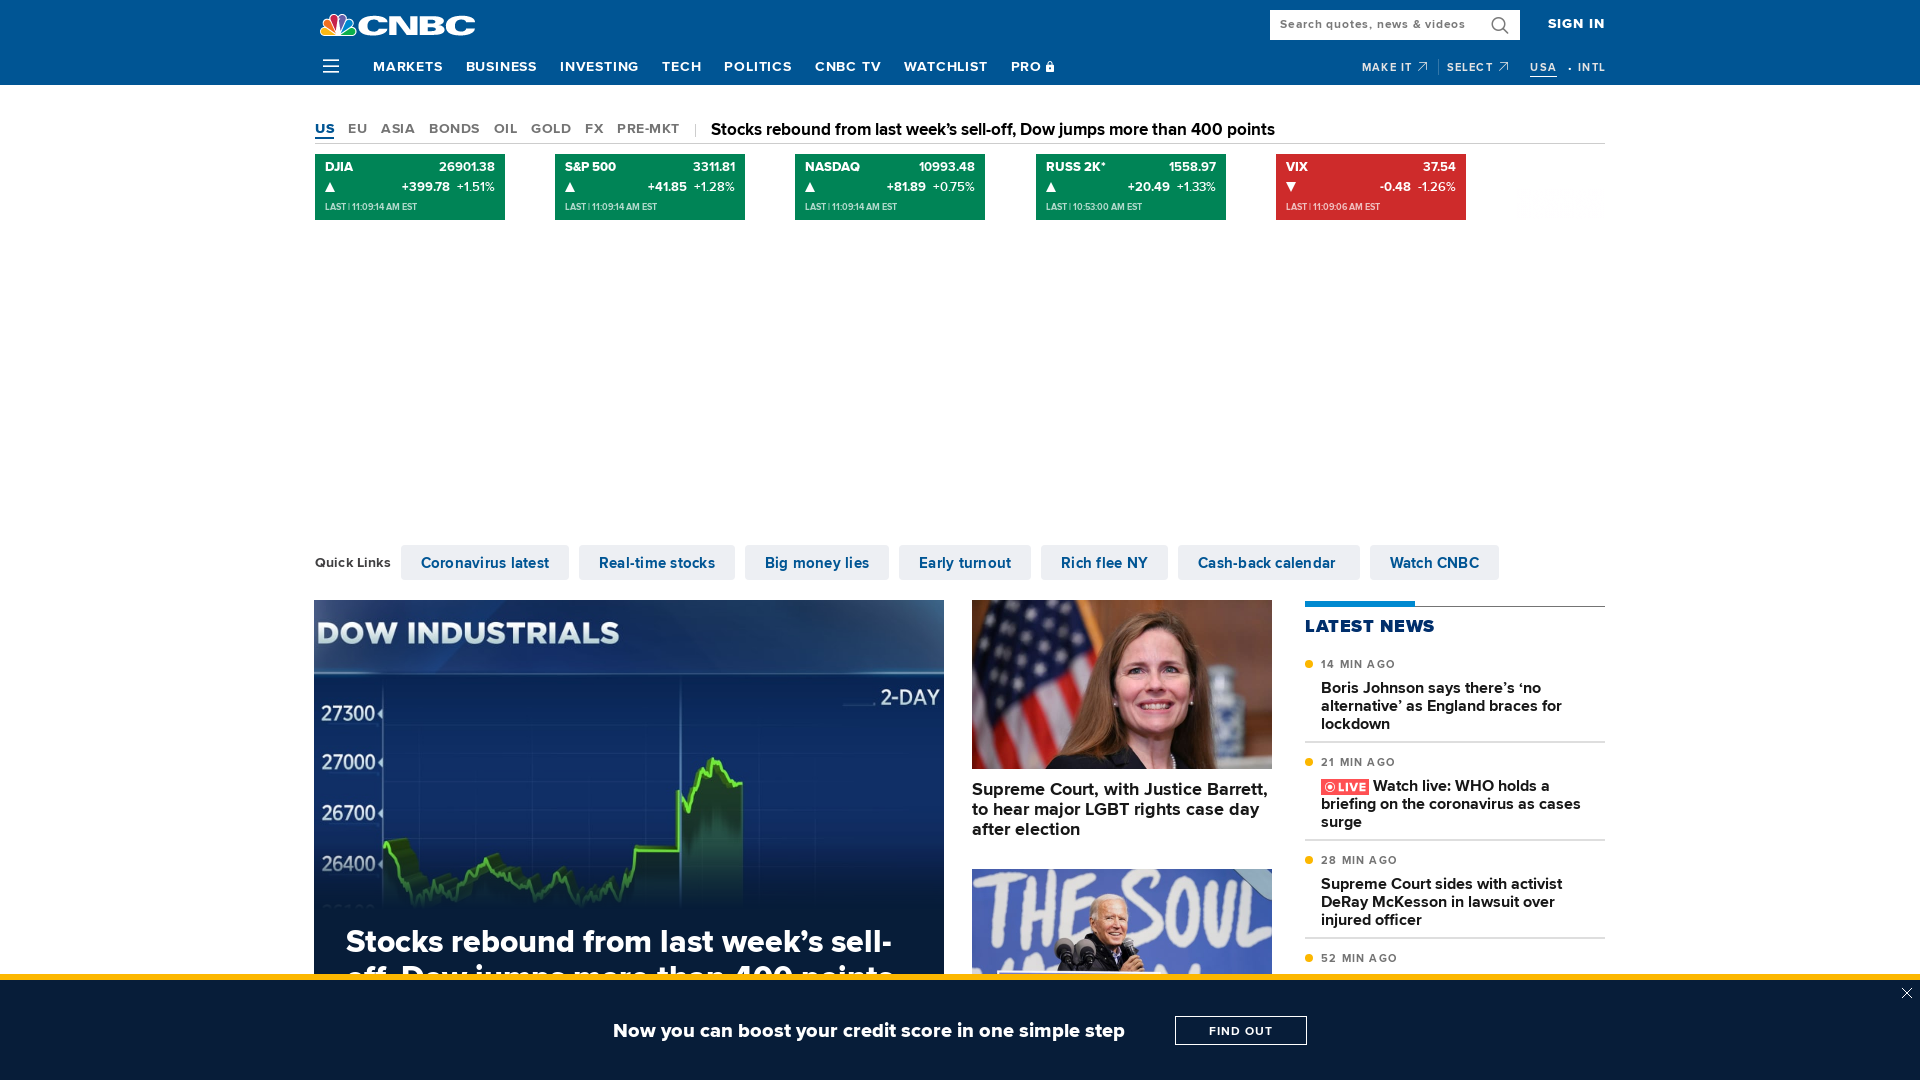 CNBC
Search quotes, news & videos
SIGN IN
MARKETS BUSINESS INVESTING TECH POLITICS CNBC TV WATCHLIST PRO
MAKE IT SELECT USA • INTL
US EU ASIA BONDS OIL GOLD FX PRE-MKT
Stocks rebound from last week’s sell-off, Dow jumps more than 400 points
DJIA 26901.38
+399.78 +1.51%
LAST | 11:09:14 AM EST
S&P 500 3311.81
+41.85 +1.28%
LAST | 11:09:14 AM EST
NASDAQ 10993.48
+81.89 +0.75%
LAST | 11:09:14 AM EST
RUSS 2K* 1558.97
+20.49 +1.33%
LAST | 10:53:00 AM EST
VIX 37.54
-0.48 -1.26%
LAST | 11:09:06 AM EST
Quick Links Coronavirus latest Real-time stocks Big money lies Early turnout Rich flee NY Cash-back calendar Watch CNBC
DOW INDUSTRIALS
2-DAY
27300
27000
26700
26400
Stocks rebound from last week’s sell-
off, Dow jumps more than 400 points
Supreme Court, with Justice Barrett,
to hear major LGBT rights case day
after election
THE SOUL
LATEST NEWS
14 MIN AGO
Boris Johnson says there’s ‘no
alternative’ as England braces for
lockdown
21 MIN AGO
LIVE Watch live: WHO holds a
briefing on the coronavirus as cases
surge
28 MIN AGO
Supreme Court sides with activist
DeRay McKesson in lawsuit over
injured officer
52 MIN AGO
Now you can boost your credit score in one simple step
FIND OUT